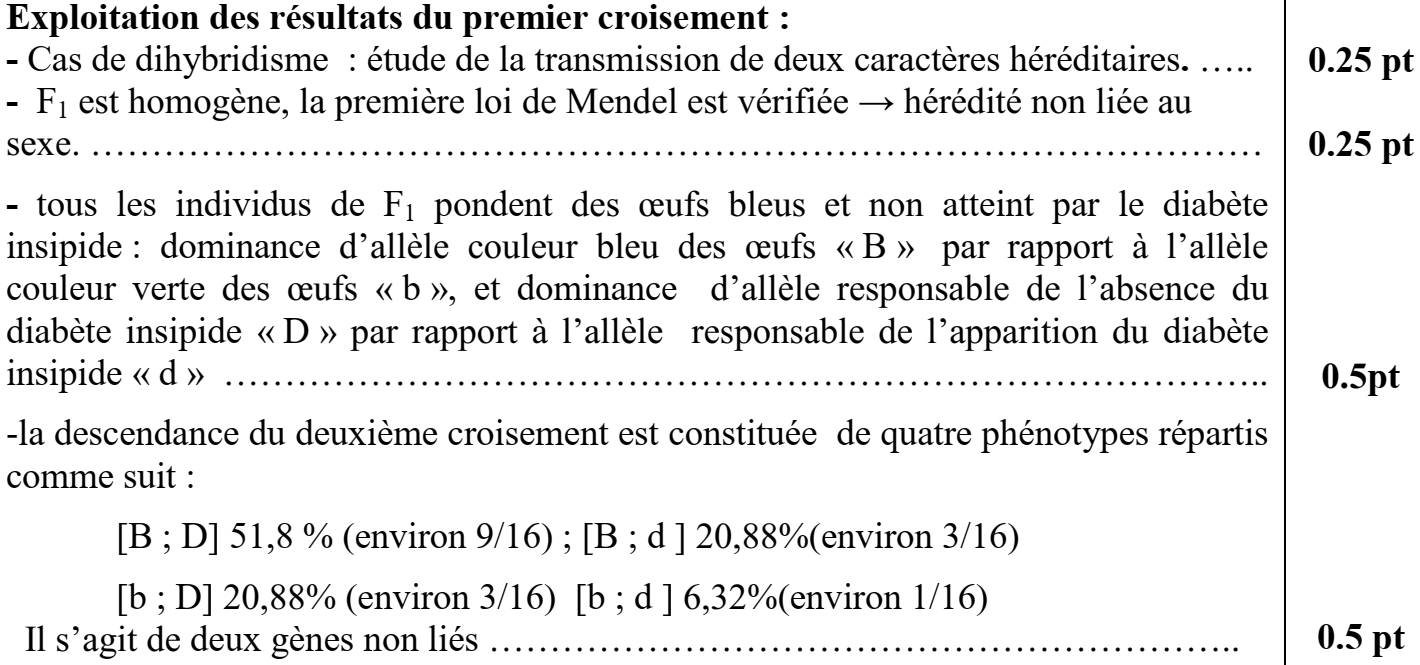 Exploitation des résultats du premier croisement :
- Cas de dihybridisme  : étude de la transmission de deux caractères héréditaires. ….. 0.25 pt
- F₁ est homogène, la première loi de Mendel est vérifiée → hérédité non liée au
sexe. ……………………………………………………………………………………… 0.25 pt
- tous les individus de F₁ pondent des œufs bleus et non atteint par le diabète
insipide : dominance d’allèle couleur bleu des œufs « B » par rapport à l’allèle
couleur verte des œufs « b », et dominance d’allèle responsable de l’absence du
diabète insipide « D » par rapport à l’allèle responsable de l’apparition du diabète
insipide « d » ………………………………………………………………………….. 0.5pt
-la descendance du deuxième croisement est constituée de quatre phénotypes répartis
comme suit :
[B ; D] 51,8 % (environ 9/16) ; [B ; d ] 20,88%(environ 3/16)
[b ; D] 20,88% (environ 3/16) [b ; d ] 6,32%(environ 1/16)
Il s’agit de deux gènes non liés …………………………………………………….. 0.5 pt